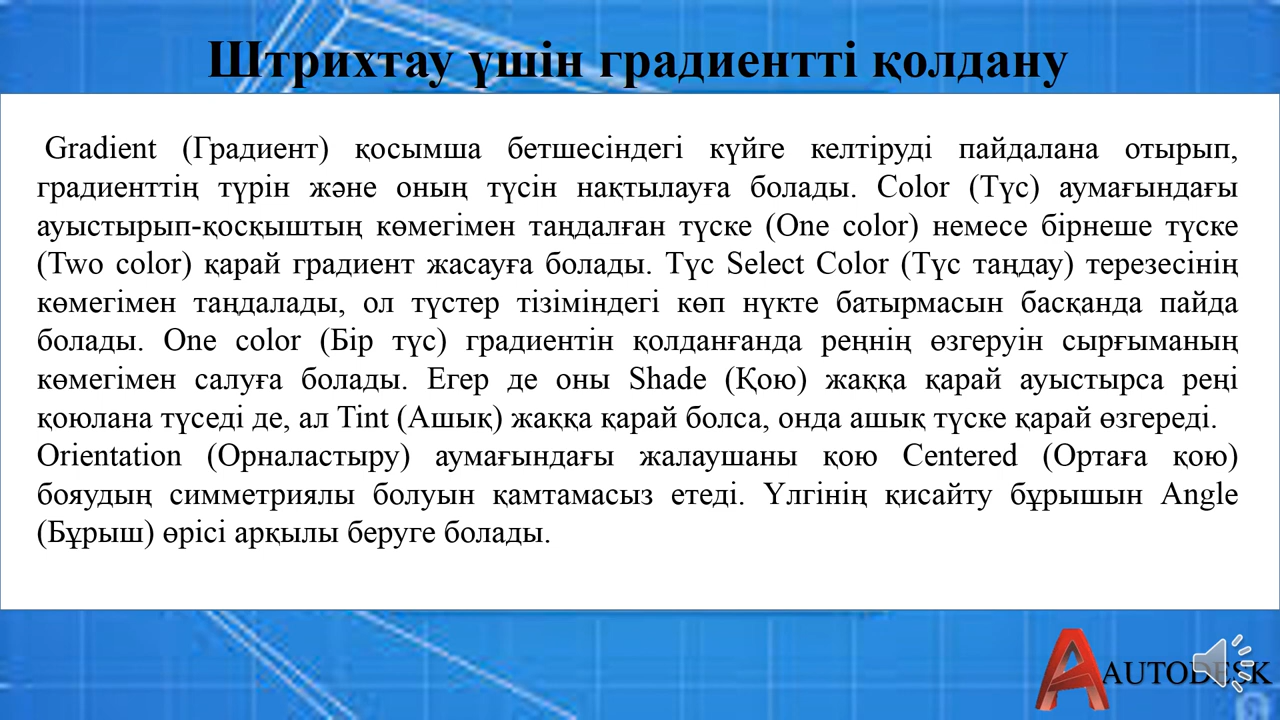 Штрихтау үшін градиентті қолдану
Gradient (Градиент) қосымша бетшесіндегі күйге келтіруді пайдалана отырып,
градиенттің түрін және оның түсін нақтылауға болады. Color (Түс) аумағындағы
ауыстырып-қосқыштың көмегімен таңдалған түске (One color) немесе бірнеше түске
(Two color) қарай градиент жасауға болады. Түс Select Color (Түс таңдау) терезесінің
көмегімен таңдалады, ол түстер тізіміндегі көп нүкте батырмасын басқанда пайда
болады. One color (Бір түс) градиентін қолданғанда реңнің өзгеруін сырғыманың
көмегімен салуға болады. Егер де оны Shade (Қою) жаққа қарай ауыстырса реңі
қоюлана түседі де, ал Tint (Ашық) жаққа қарай болса, онда ашық түске қарай өзгереді.
Orientation (Орналастыру) аумағындағы жалаушаны қою Centered (Ортаға қою)
бояудың симметриялы болуын қамтамасыз етеді. Үлгінің қисайту бұрышын Angle
(Бұрыш) өрісі арқылы беруге болады.
AUTODESK